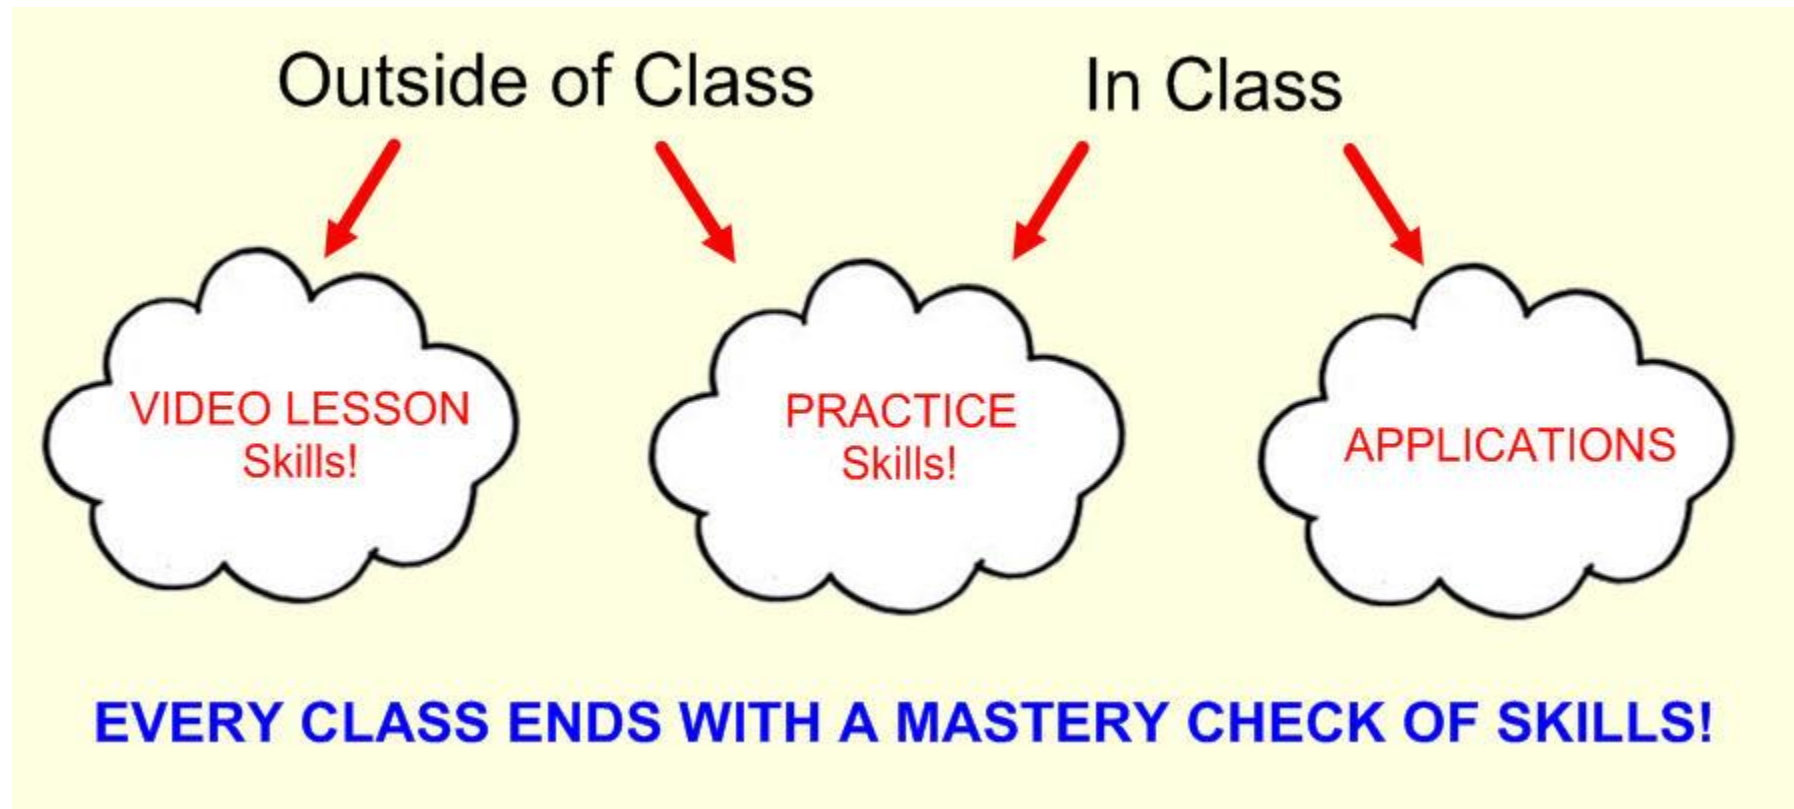 Outside of Class
In Class
VIDEO LESSON
Skills!
PRACTICE
Skills!
APPLICATIONS
EVERY CLASS ENDS WITH A MASTERY CHECK OF SKILLS!